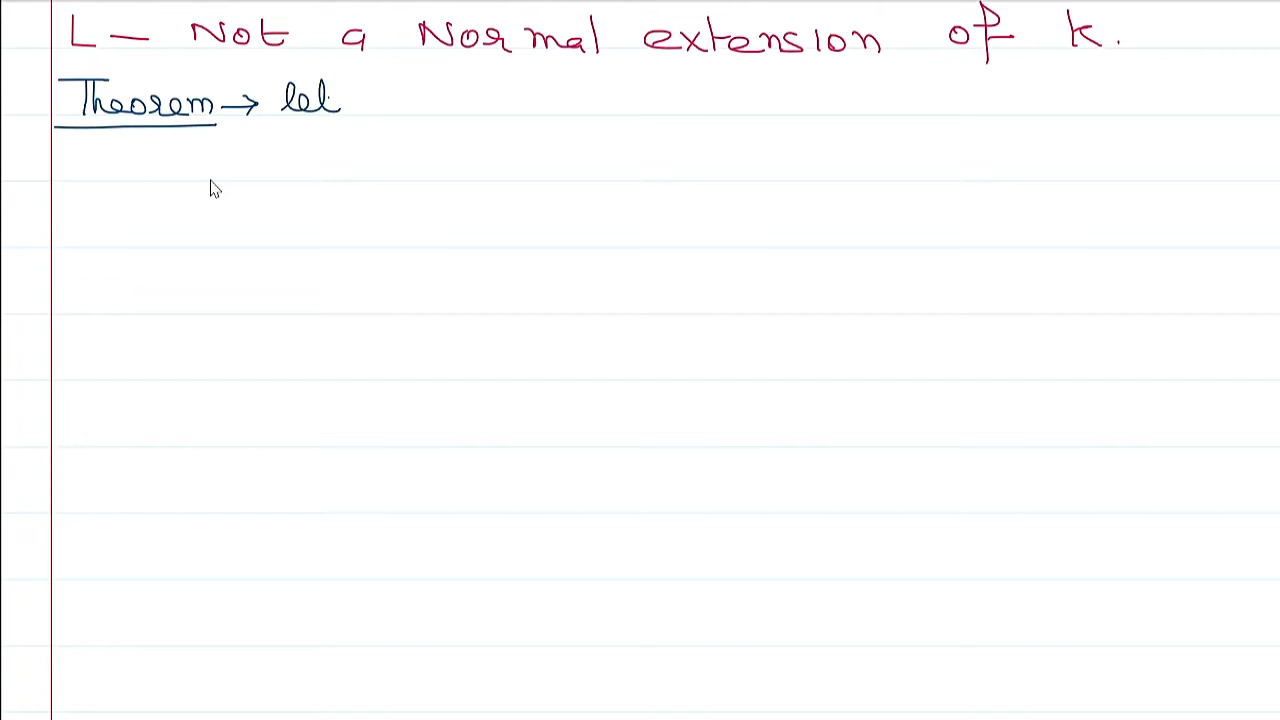 L - Not a Normal extension of K.
Theorem → let